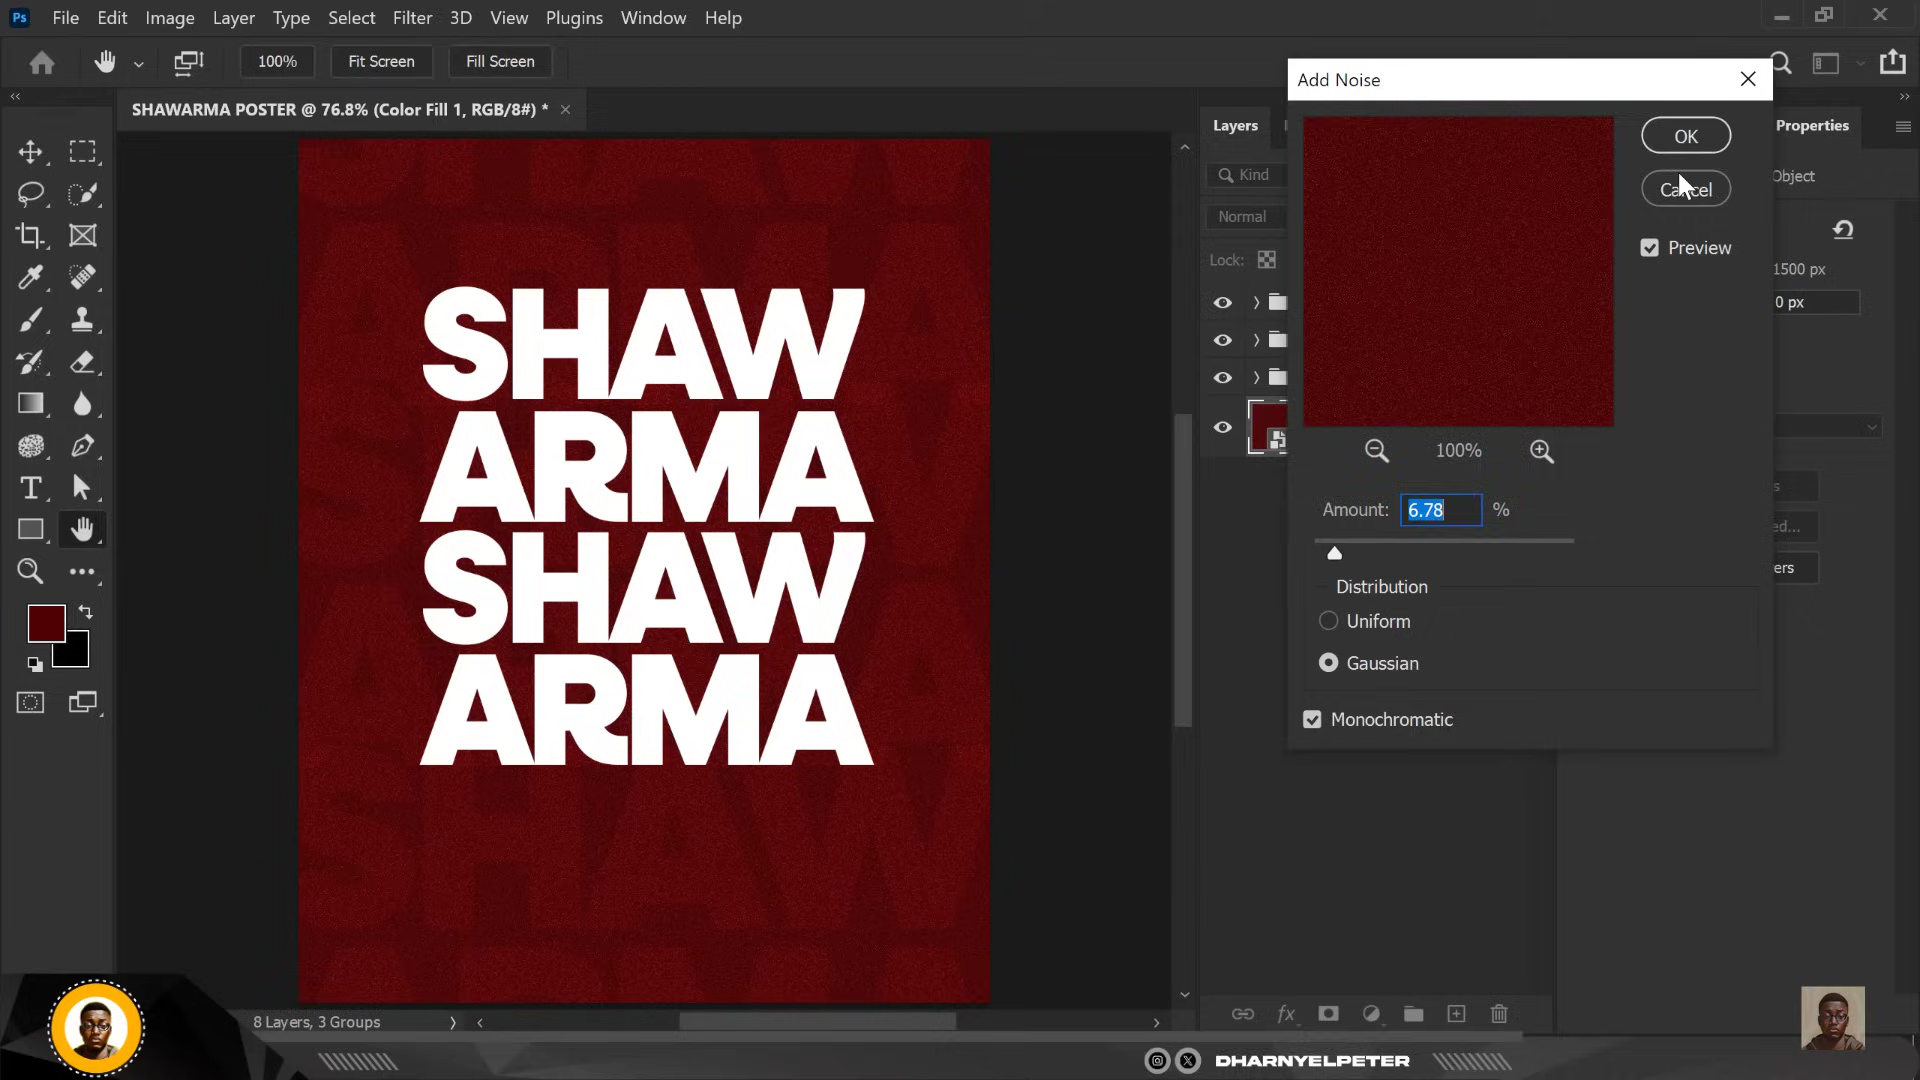 Ps File Edit Image Layer Type Select Filter 3D View Plugins Window Help
100% Fit Screen Fill Screen
SHAWARMA POSTER @ 76.8% (Color Fill 1, RGB/8#) * ×
SHAW
ARMA
SHAW
ARMA
8 Layers, 3 Groups
Layers
Kind
Normal
Lock:
Add Noise
OK
Cancel
Preview
100%
Amount: 6.78 %
Distribution
Uniform
Gaussian
Monochromatic
Properties
Object
1500 px
0 px
s
ed...
ers
DHARNYELPETER